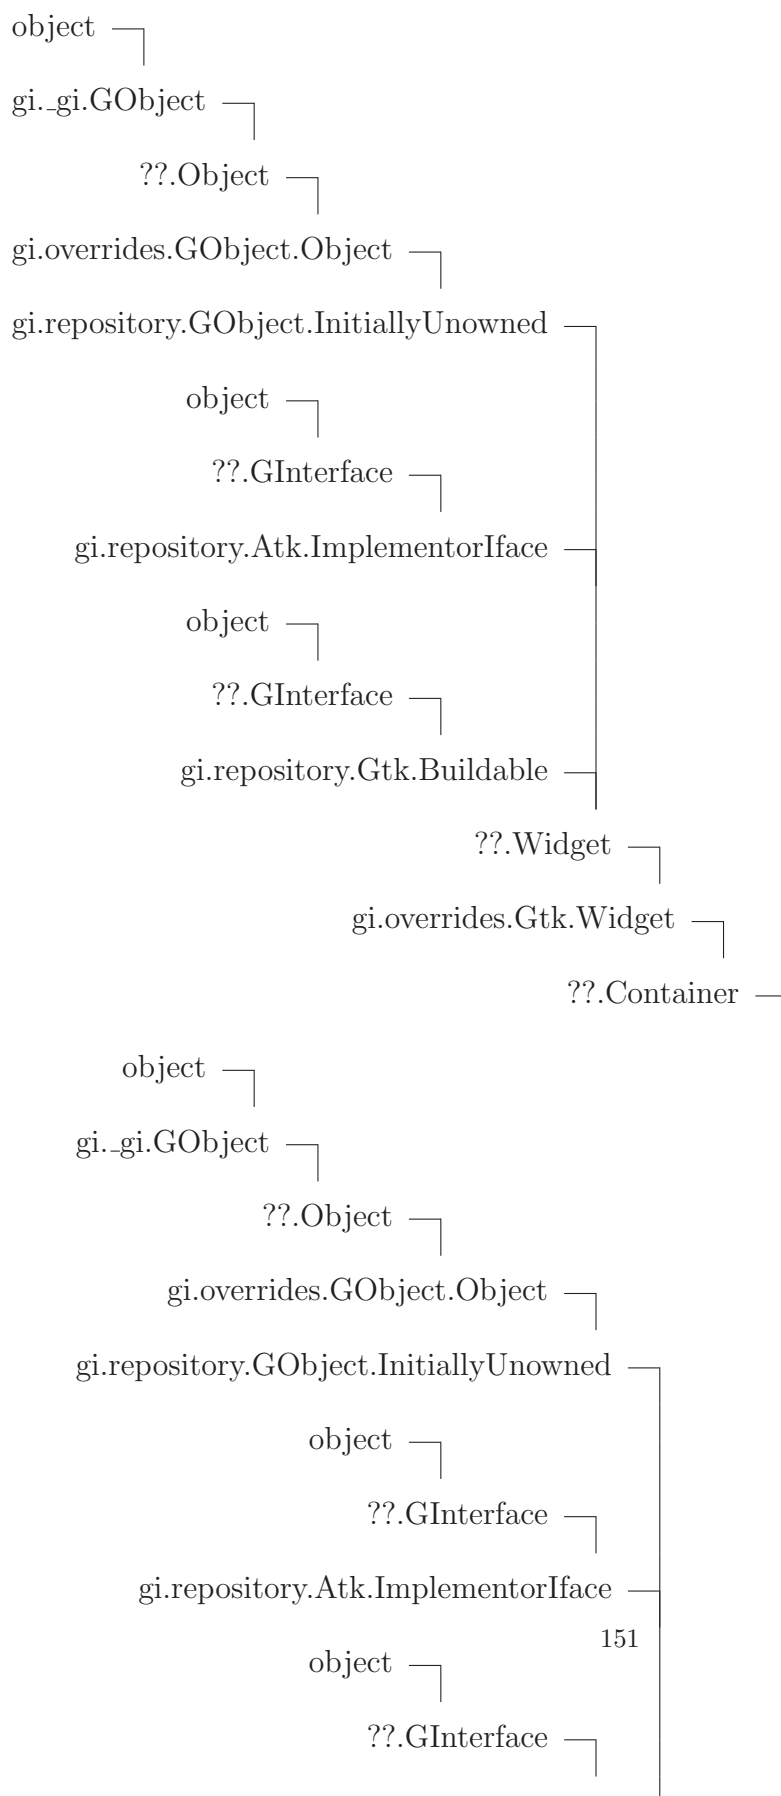 object
gi._gi.GObject
??.Object
gi.overrides.GObject.Object
gi.repository.GObject.InitiallyUnowned
object
??.GInterface
gi.repository.Atk.ImplementorIface
object
??.GInterface
gi.repository.Gtk.Buildable
??.Widget
gi.overrides.Gtk.Widget
??.Container
object
gi._gi.GObject
??.Object
gi.overrides.GObject.Object
gi.repository.GObject.InitiallyUnowned
object
??.GInterface
gi.repository.Atk.ImplementorIface
151
object
??.GInterface